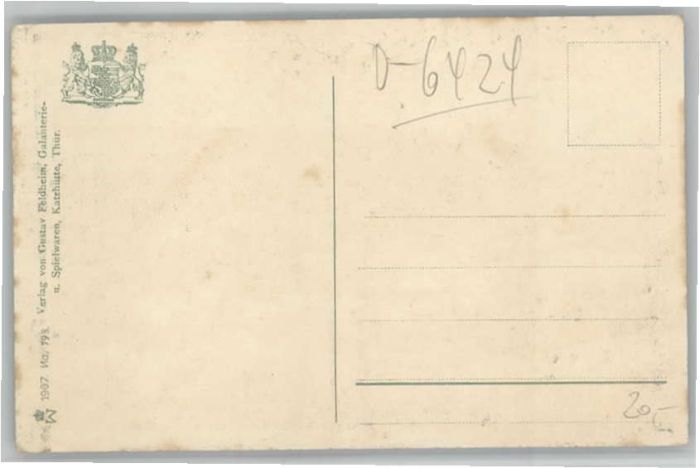 D-6424
1907 No. 793. Verlag von Gustav Feldheim, Galanterie-
u. Spielwaren, Katzhütte, Thür.
20,-